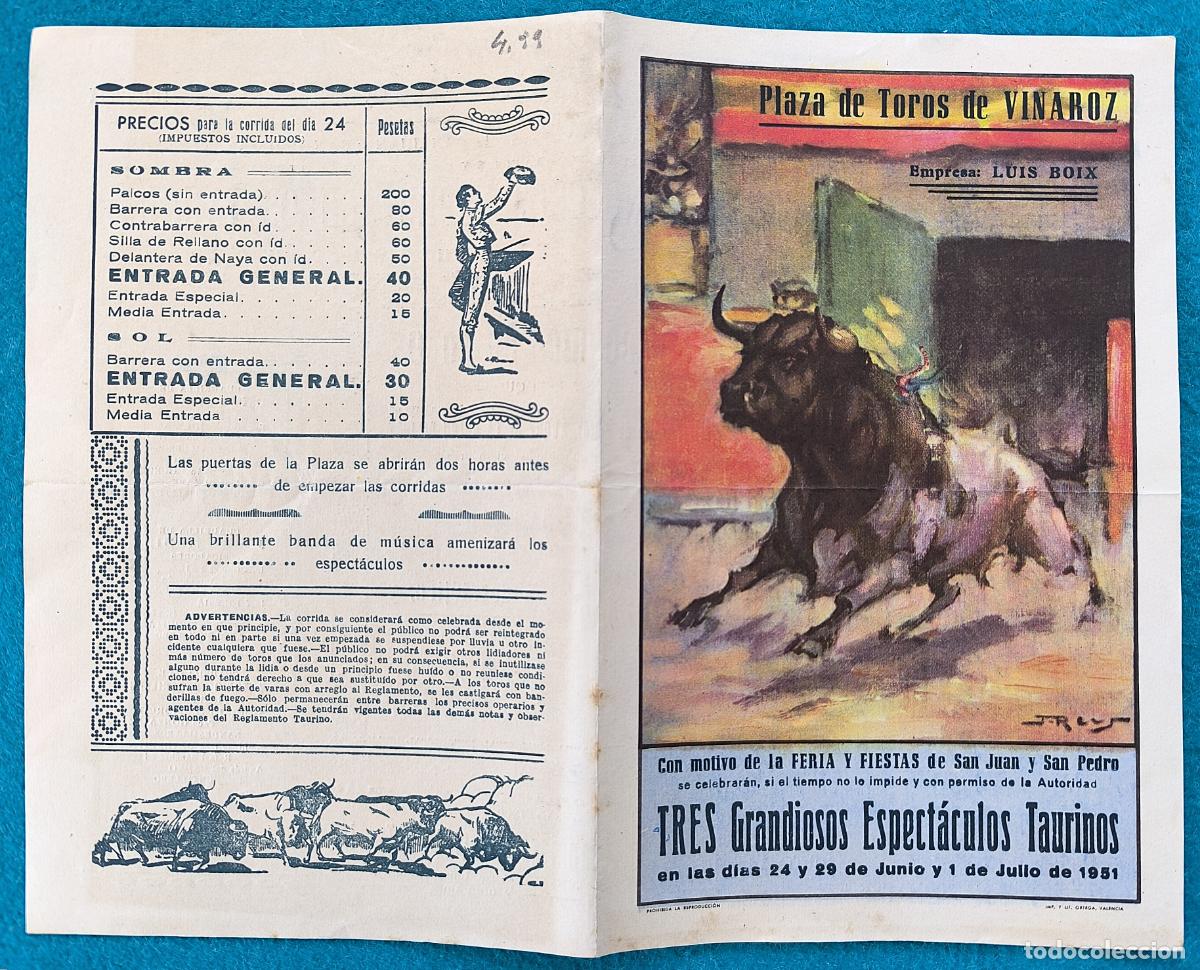 4,99
PRECIOS para la corrida del día 24
(IMPUESTOS INCLUIDOS)
Pesetas
SOMBRA
Palcos (sin entrada) 200
Barrera con entrada. 80
Contrabarrera con íd 60
Silla de Rellano con íd. 60
Delantera de Naya con íd. 50
ENTRADA GENERAL. 40
Entrada Especial. 20
Media Entrada. 15
SOL
Barrera con entrada. 40
ENTRADA GENERAL. 30
Entrada Especial. 15
Media Entrada 10
Las puertas de la Plaza se abrirán dos horas antes
de empezar las corridas
Una brillante banda de música amenizará los
espectáculos
ADVERTENCIAS.—La corrida se considerará como celebrada desde el mo-
mento en que principie, y por consiguiente el público no podrá ser reintegrado
en todo ni en parte si una vez empezada se suspendiese por lluvia u otro in-
cidente cualquiera que fuese.—El público no podrá exigir otros lidiadores ni
más número de toros que los anunciados; en su consecuencia, si se inutilizase
alguno durante la lidia o desde un principio fuese huído o no reuniese condi-
ciones, no tendrá derecho a que sea sustituído por otro.—A los toros que no
sufran la suerte de varas con arreglo al Reglamento, se les castigará con ban-
derillas de fuego.—Sólo permanecerán entre barreras los precisos operarios y
agentes de la Autoridad.—Se tendrán vigentes todas las demás notas y obser-
vaciones del Reglamento Taurino.
Plaza de Toros de VINAROZ
Empresa: LUIS BOIX
J. Reus
Con motivo de la FERIA Y FIESTAS de San Juan y San Pedro
se celebrarán, si el tiempo no lo impide y con permiso de la Autoridad
TRES Grandiosos Espectáculos Taurinos
en las días 24 y 29 de Junio y 1 de Julio de 1951
PROHIBIDA LA REPRODUCCIÓN
IMP. Y LIT. ORTEGA, VALENCIA
todocoleccion